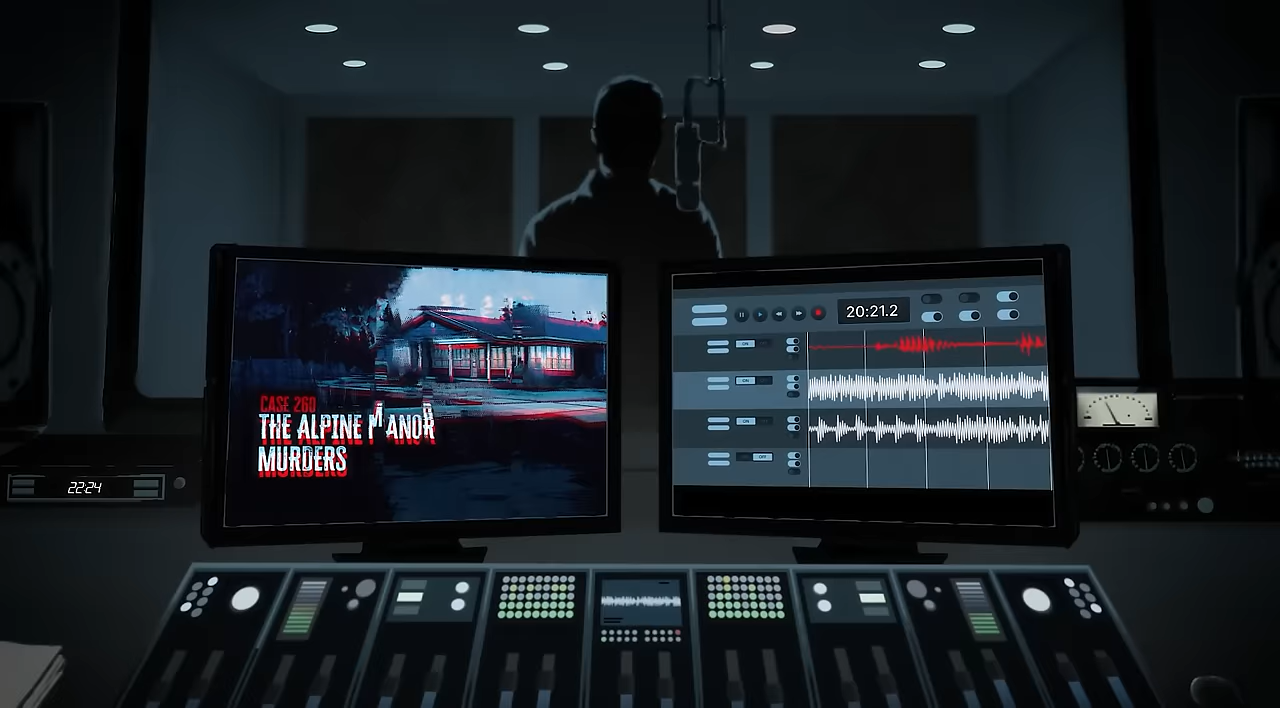 CASE 260
THE ALPINE MANOR
MURDERS
20:21.2
ON
ON
ON
OFF
22:24